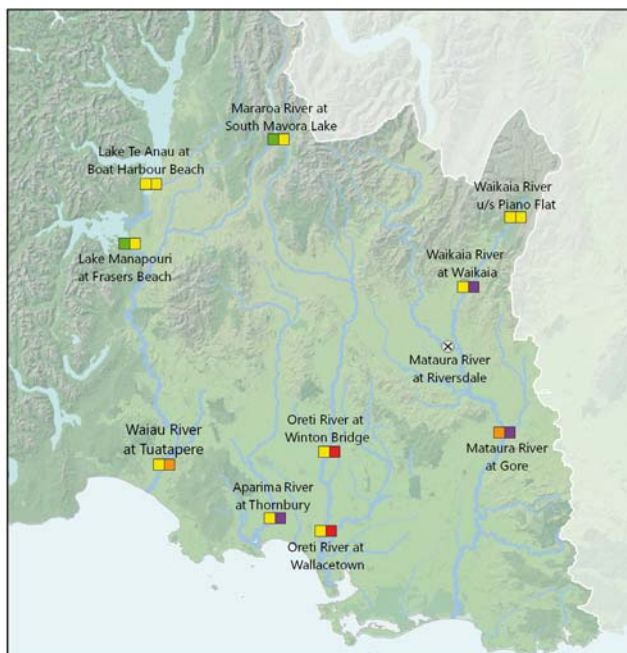 Mararoa River at
South Mavora Lake
Lake Te Anau at
Boat Harbour Beach
Waikaia River
u/s Piano Flat
Lake Manapouri
at Frasers Beach
Waikaia River
at Waikaia
Mataura River
at Riversdale
Waiau River
at Tuatapere
Oreti River at
Winton Bridge
Mataura River
at Gore
Aparima River
at Thornbury
Oreti River at
Wallacetown